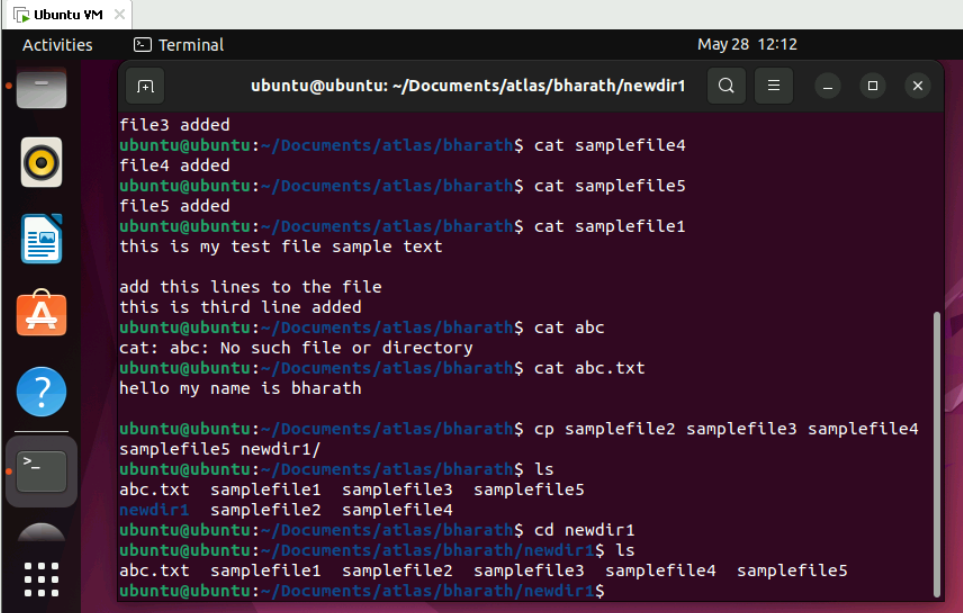 Ubuntu VM
Activities
Terminal
May 28 12:12
ubuntu@ubuntu: ~/Documents/atlas/bharath/newdir1
file3 added
ubuntu@ubuntu:~/Documents/atlas/bharath$ cat samplefile4
file4 added
ubuntu@ubuntu:~/Documents/atlas/bharath$ cat samplefile5
file5 added
ubuntu@ubuntu:~/Documents/atlas/bharath$ cat samplefile1
this is my test file sample text
add this lines to the file
this is third line added
ubuntu@ubuntu:~/Documents/atlas/bharath$ cat abc
cat: abc: No such file or directory
ubuntu@ubuntu:~/Documents/atlas/bharath$ cat abc.txt
hello my name is bharath
ubuntu@ubuntu:~/Documents/atlas/bharath$ cp samplefile2 samplefile3 samplefile4
samplefile5 newdir1/
ubuntu@ubuntu:~/Documents/atlas/bharath$ ls
abc.txt  samplefile1  samplefile3  samplefile5
newdir1  samplefile2  samplefile4
ubuntu@ubuntu:~/Documents/atlas/bharath$ cd newdir1
ubuntu@ubuntu:~/Documents/atlas/bharath/newdir1$ ls
abc.txt  samplefile1  samplefile2  samplefile3  samplefile4  samplefile5
ubuntu@ubuntu:~/Documents/atlas/bharath/newdir1$